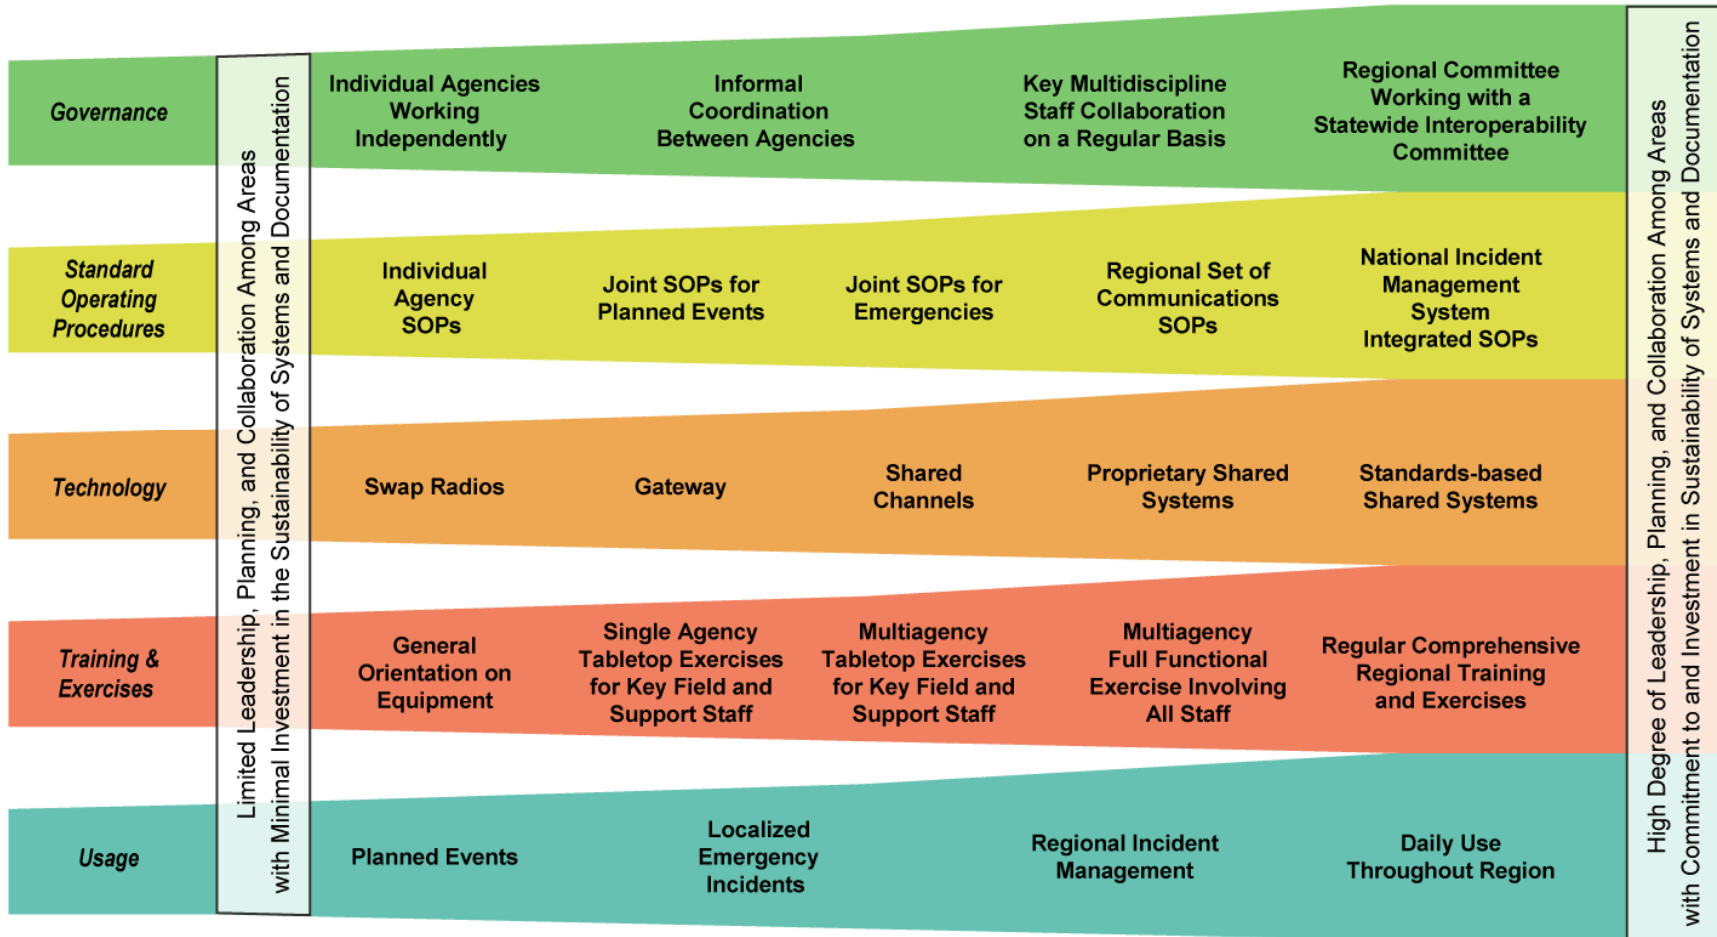 Governance
Individual Agencies
Working
Independently
Informal
Coordination
Between Agencies
Key Multidiscipline
Staff Collaboration
on a Regular Basis
Regional Committee
Working with a
Statewide Interoperability
Committee
Standard
Operating
Procedures
Individual
Agency
SOPs
Joint SOPs for
Planned Events
Joint SOPs for
Emergencies
Regional Set of
Communications
SOPs
National Incident
Management
System
Integrated SOPs
Technology
Swap Radios
Gateway
Shared
Channels
Proprietary Shared
Systems
Standards-based
Shared Systems
Training &
Exercises
General
Orientation on
Equipment
Single Agency
Tabletop Exercises
for Key Field and
Support Staff
Multiagency
Tabletop Exercises
for Key Field and
Support Staff
Multiagency
Full Functional
Exercise Involving
All Staff
Regular Comprehensive
Regional Training
and Exercises
Usage
Planned Events
Localized
Emergency
Incidents
Regional Incident
Management
Daily Use
Throughout Region
Limited Leadership, Planning, and Collaboration Among Areas
with Minimal Investment in the Sustainability of Systems and Documentation
High Degree of Leadership, Planning, and Collaboration Among Areas
with Commitment to and Investment in Sustainability of Systems and Documentation